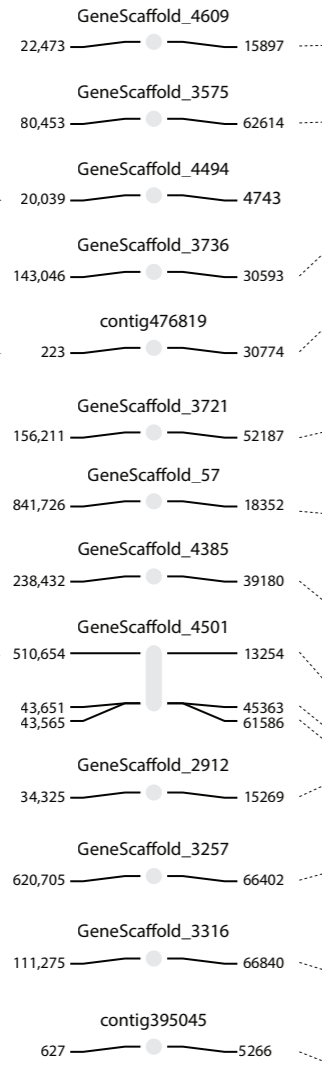 GeneScaffold_4609
22,473 15897
GeneScaffold_3575
80,453 62614
GeneScaffold_4494
20,039 4743
GeneScaffold_3736
143,046 30593
contig476819
223 30774
GeneScaffold_3721
156,211 52187
GeneScaffold_57
841,726 18352
GeneScaffold_4385
238,432 39180
GeneScaffold_4501
510,654 13254
43,651 45363
43,565 61586
GeneScaffold_2912
34,325 15269
GeneScaffold_3257
620,705 66402
GeneScaffold_3316
111,275 66840
contig395045
627 5266